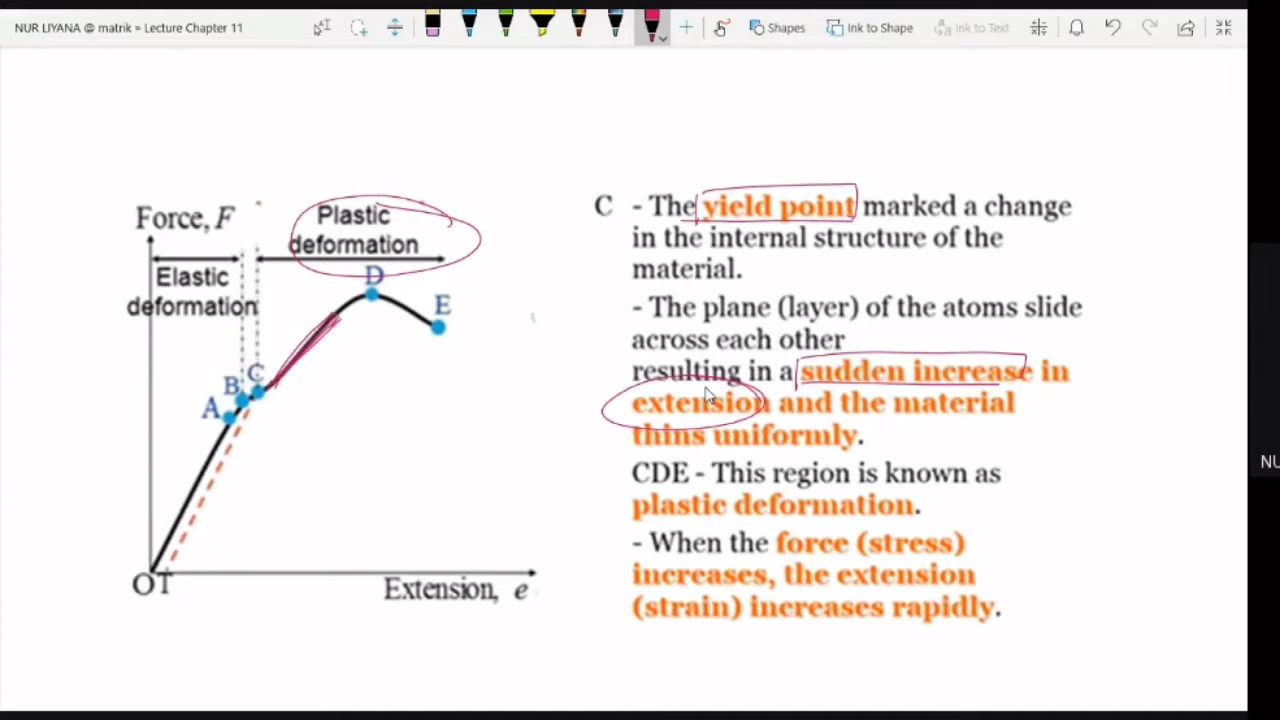 NUR LIYANA @ matrik » Lecture Chapter 11
Shapes
Ink to Shape
Ink to Text
Force, F
Plastic
deformation
Elastic
deformation
D
E
C
B
A
OT
Extension, e
C - The yield point marked a change
in the internal structure of the
material.
- The plane (layer) of the atoms slide
across each other
resulting in a sudden increase in
extension and the material
thins uniformly.
CDE - This region is known as
plastic deformation.
- When the force (stress)
increases, the extension
(strain) increases rapidly.
NU